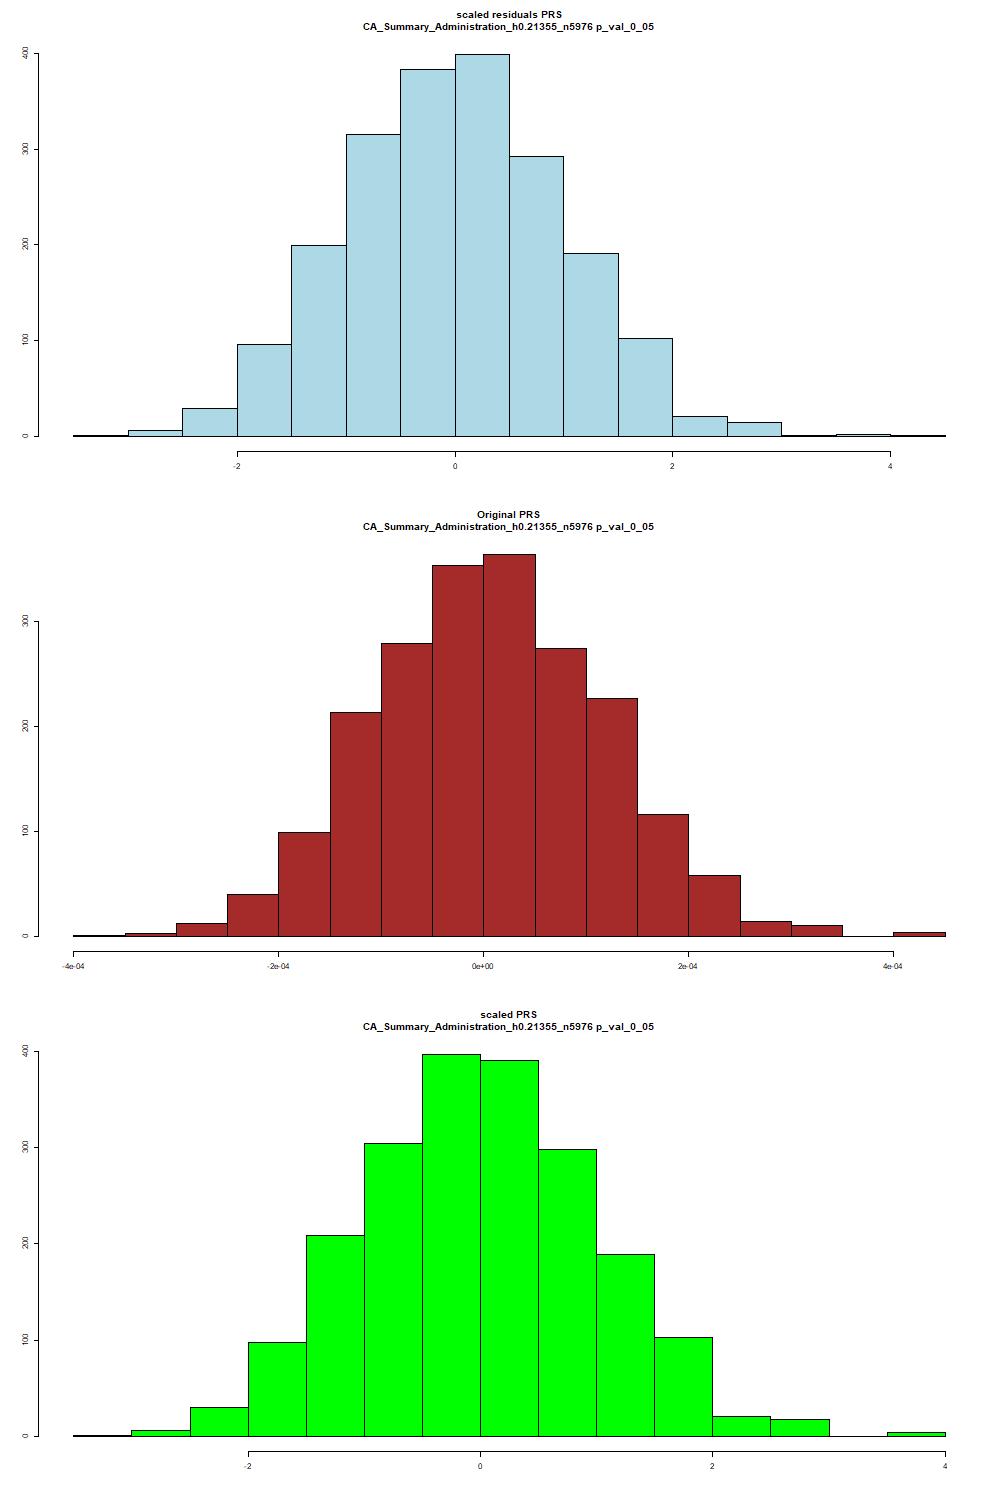 scaled residuals PRS
CA_Summary_Administration_h0.21355_n5976 p_val_0_05
400
300
200
100
0
-2 0 2 4
Original PRS
CA_Summary_Administration_h0.21355_n5976 p_val_0_05
300
200
100
0
-4e-04 -2e-04 0e+00 2e-04 4e-04
scaled PRS
CA_Summary_Administration_h0.21355_n5976 p_val_0_05
400
300
200
100
0
-2 0 2 4